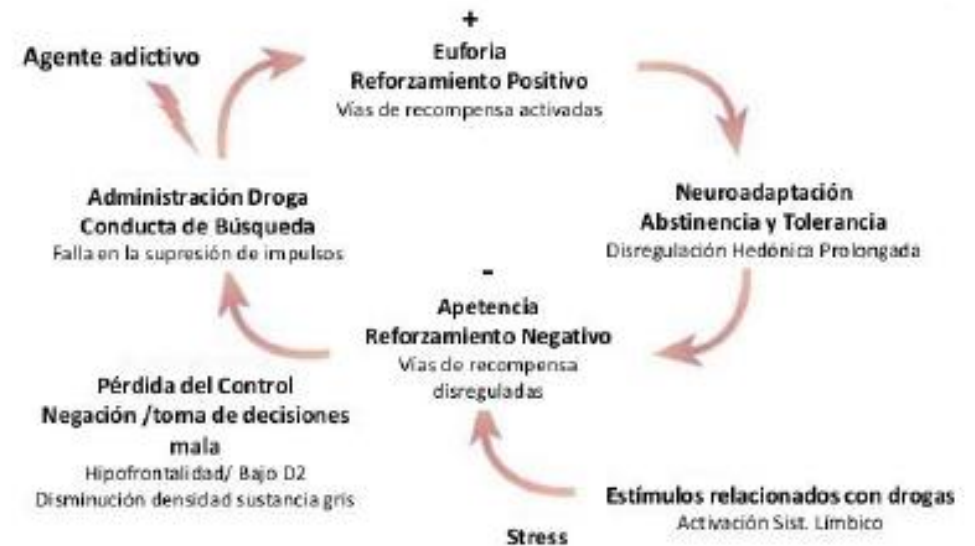 +
Euforia
Reforzamiento Positivo
Vías de recompensa activadas
Agente adictivo
Administración Droga
Conducta de Búsqueda
Falla en la supresión de impulsos
Neuroadaptación
Abstinencia y Tolerancia
Disregulación Hedónica Prolongada
-
Apetencia
Reforzamiento Negativo
Vías de recompensa
disreguladas
Pérdida del Control
Negación /toma de decisiones
mala
Hipofrontalidad/ Bajo D2
Disminución densidad sustancia gris
Estímulos relacionados con drogas
Activación Sist. Límbico
Stress